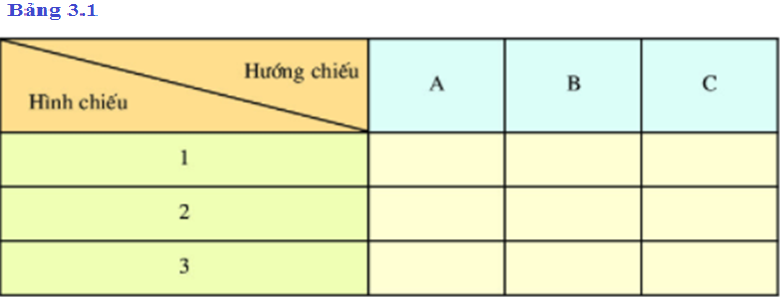 Bảng 3.1
Hướng chiếu
Hình chiếu
A
B
C
1
2
3